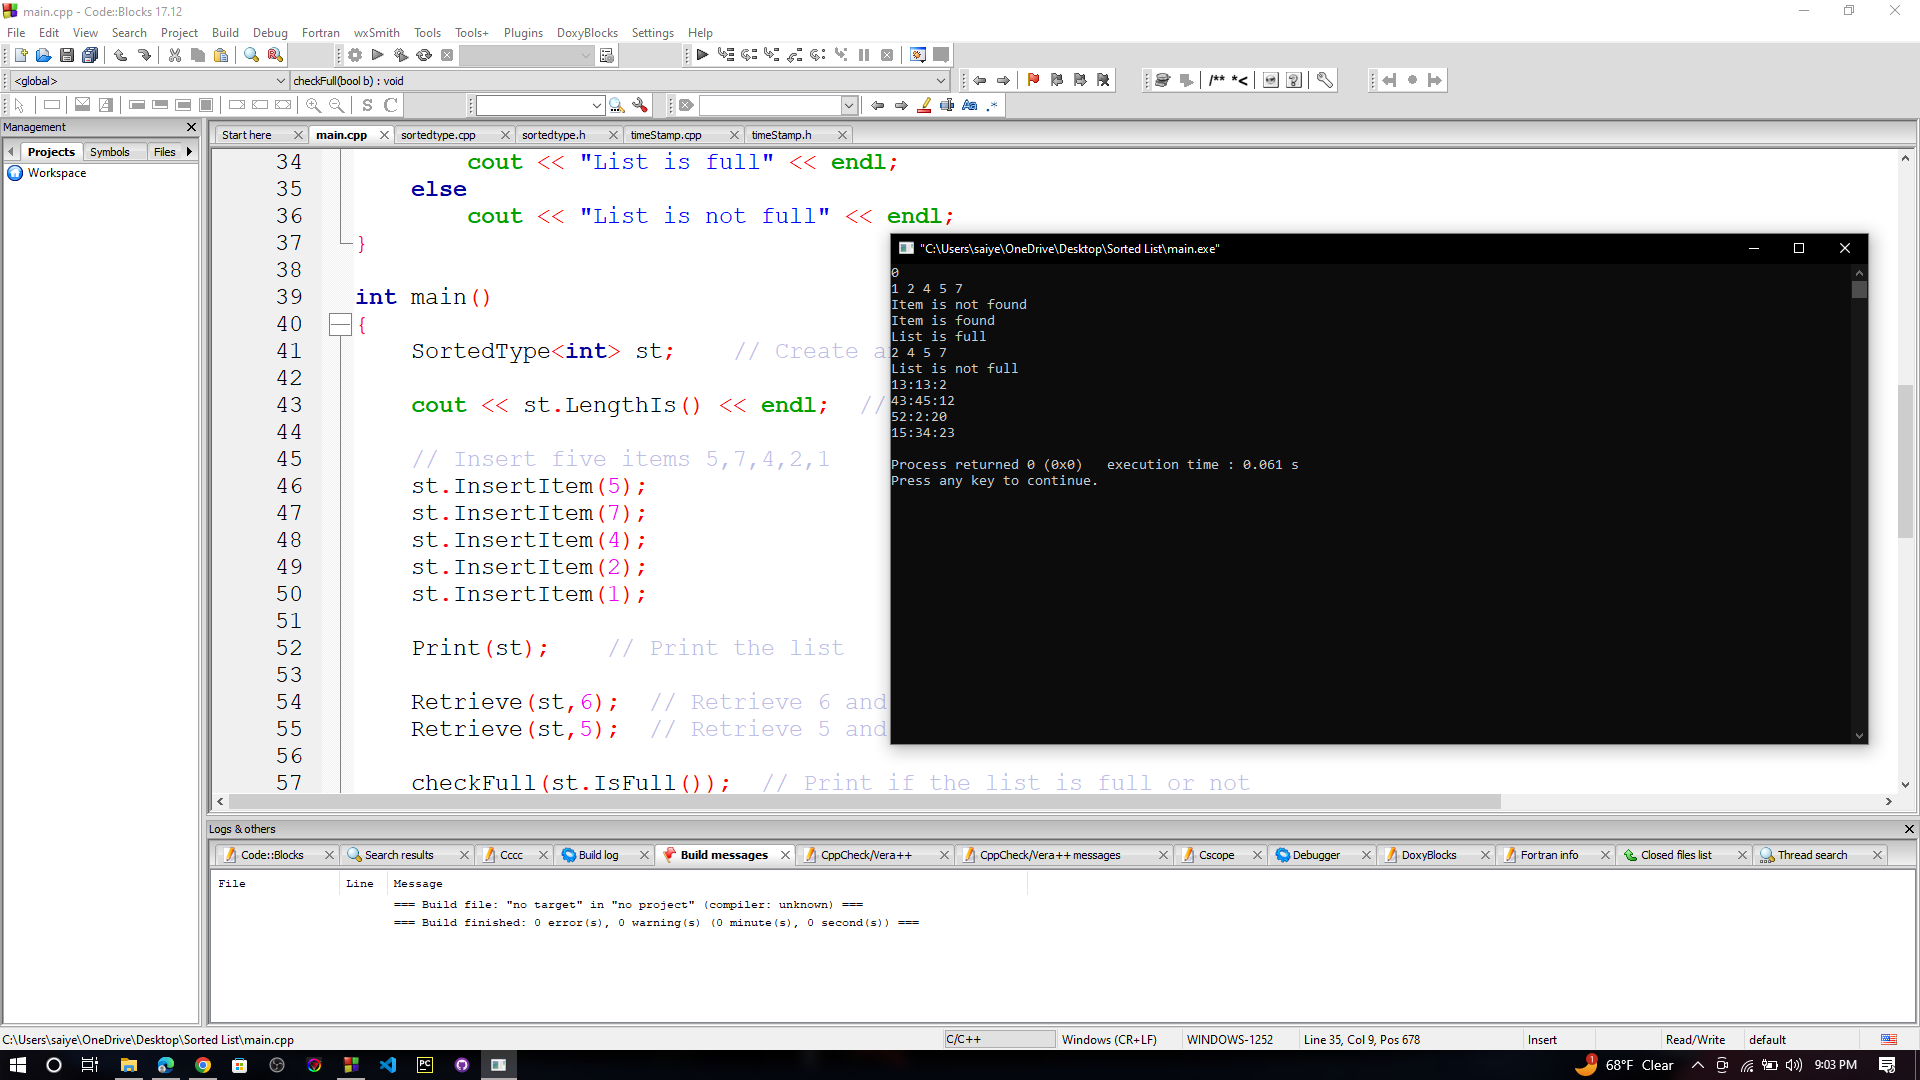 main.cpp - Code::Blocks 17.12
File Edit View Search Project Build Debug Fortran wxSmith Tools Tools+ Plugins DoxyBlocks Settings Help
<global> checkFull(bool b) : void
/** *<
S C Aa .*
Management
Projects Symbols Files
Workspace
Start here main.cpp sortedtype.cpp sortedtype.h timeStamp.cpp timeStamp.h
34 cout << "List is full" << endl;
35 else
36 cout << "List is not full" << endl;
37 }
38
39 int main()
40 {
41 SortedType<int> st; // Create a
42
43 cout << st.LengthIs() << endl; //
44
45 // Insert five items 5,7,4,2,1
46 st.InsertItem(5);
47 st.InsertItem(7);
48 st.InsertItem(4);
49 st.InsertItem(2);
50 st.InsertItem(1);
51
52 Print(st); // Print the list
53
54 Retrieve(st,6); // Retrieve 6 and
55 Retrieve(st,5); // Retrieve 5 and
56
57 checkFull(st.IsFull()); // Print if the list is full or not
"C:\Users\saiye\OneDrive\Desktop\Sorted List\main.exe"
0
1 2 4 5 7
Item is not found
Item is found
List is full
2 4 5 7
List is not full
13:13:2
43:45:12
52:2:20
15:34:23
Process returned 0 (0x0) execution time : 0.061 s
Press any key to continue.
Logs & others
Code::Blocks Search results Cccc Build log Build messages CppCheck/Vera++ CppCheck/Vera++ messages Cscope Debugger DoxyBlocks Fortran info Closed files list Thread search
File Line Message
=== Build file: "no target" in "no project" (compiler: unknown) ===
=== Build finished: 0 error(s), 0 warning(s) (0 minute(s), 0 second(s)) ===
C:\Users\saiye\OneDrive\Desktop\Sorted List\main.cpp C/C++ Windows (CR+LF) WINDOWS-1252 Line 35, Col 9, Pos 678 Insert Read/Write default
PC 1 68°F Clear 9:03 PM